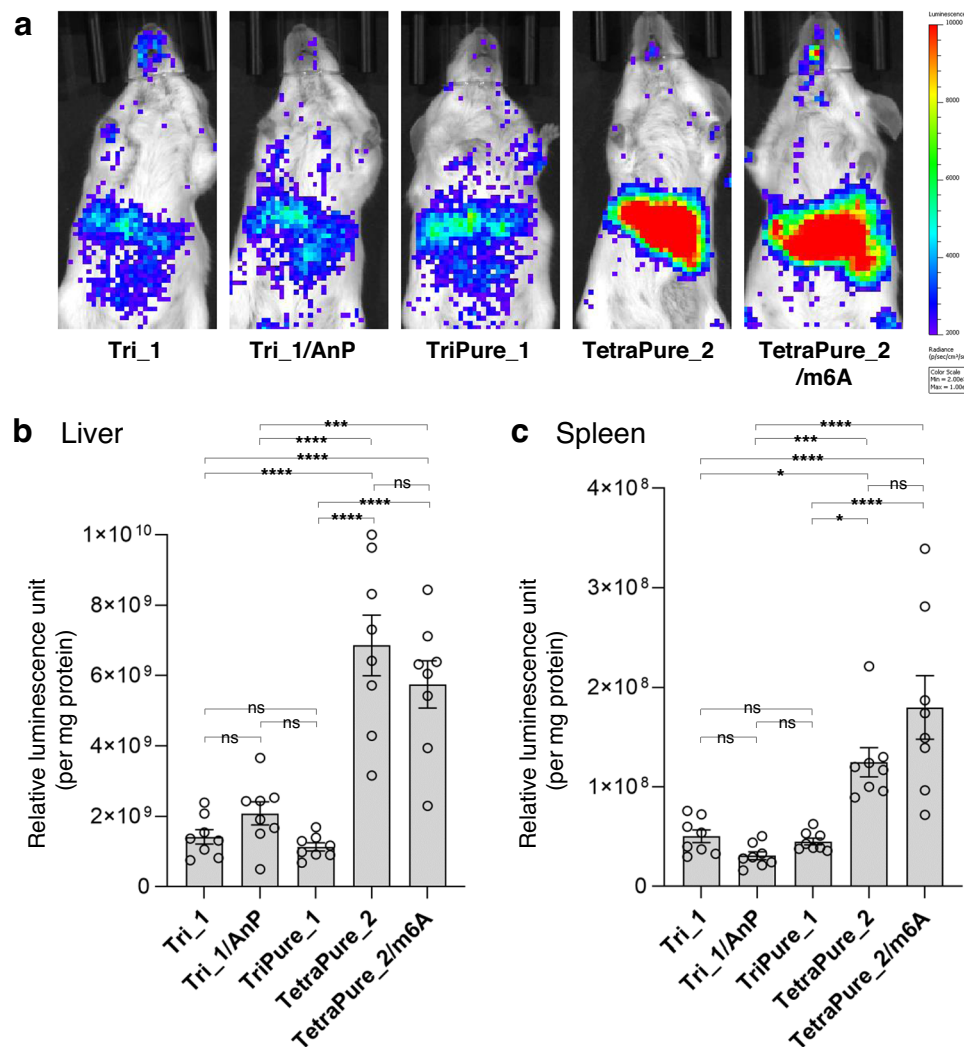 a
Luminescence
10000
8000
6000
4000
2000
Radiance
Color Scale
Tri_1
Tri_1/AnP
TriPure_1
TetraPure_2
TetraPure_2
/m6A
b Liver
***
****
****
****
ns
****
****
Relative luminescence unit
(per mg protein)
1×10¹⁰
8×10⁹
6×10⁹
4×10⁹
2×10⁹
0
ns
ns
ns
Tri_1
Tri_1/AnP
TriPure_1
TetraPure_2
TetraPure_2/m6A
c Spleen
****
***
****
*
ns
****
*
Relative luminescence unit
(per mg protein)
4×10⁸
3×10⁸
2×10⁸
1×10⁸
0
ns
ns
ns
Tri_1
Tri_1/AnP
TriPure_1
TetraPure_2
TetraPure_2/m6A